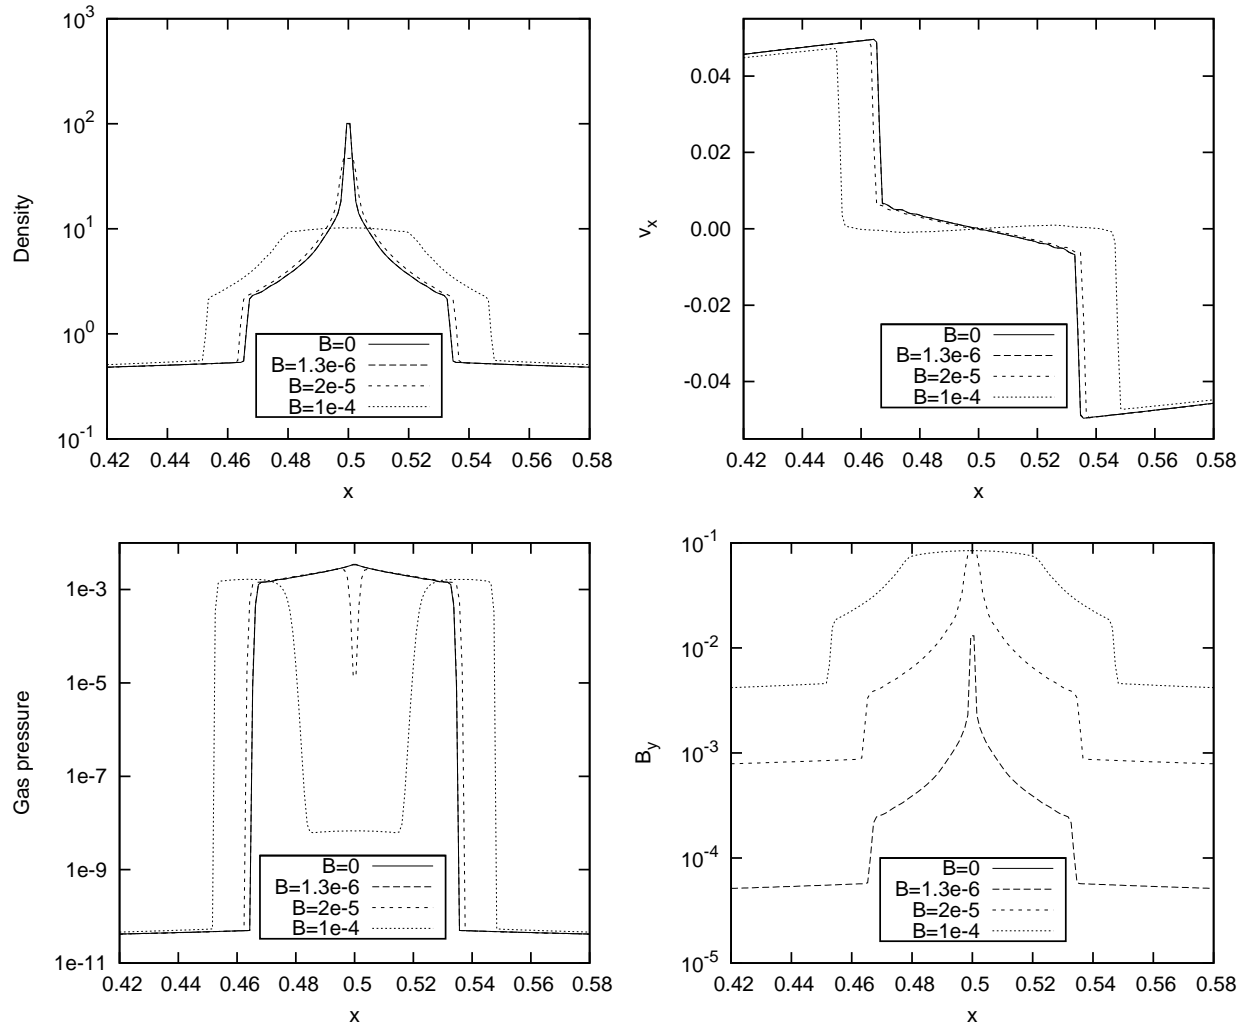 10^3
10^2
10^1
10^0
10^-1
Density
0.42 0.44 0.46 0.48 0.5 0.52 0.54 0.56 0.58
x
B=0
B=1.3e-6
B=2e-5
B=1e-4
0.04
0.02
0.00
-0.02
-0.04
v_x
0.42 0.44 0.46 0.48 0.5 0.52 0.54 0.56 0.58
x
B=0
B=1.3e-6
B=2e-5
B=1e-4
1e-3
1e-5
1e-7
1e-9
1e-11
Gas pressure
0.42 0.44 0.46 0.48 0.5 0.52 0.54 0.56 0.58
x
B=0
B=1.3e-6
B=2e-5
B=1e-4
10^-1
10^-2
10^-3
10^-4
10^-5
B_y
0.42 0.44 0.46 0.48 0.5 0.52 0.54 0.56 0.58
x
B=0
B=1.3e-6
B=2e-5
B=1e-4